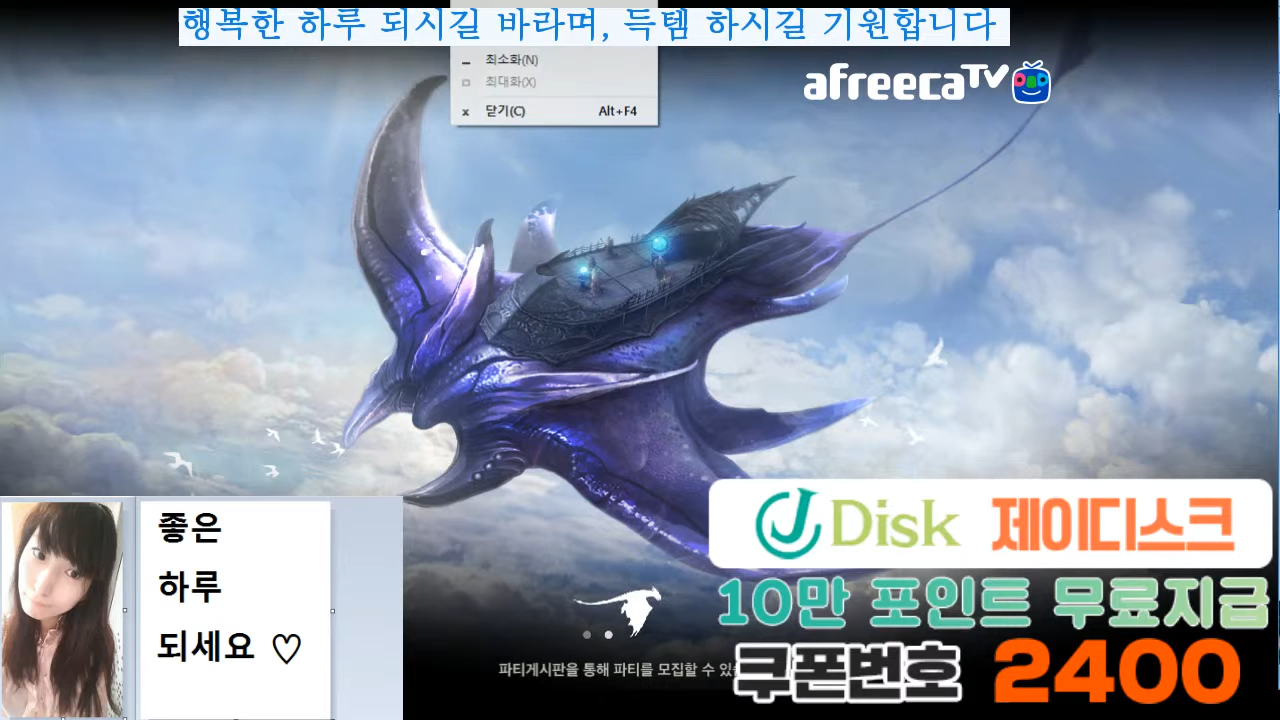 행복한 하루 되시길 바라며, 득템 하시길 기원합니다
최소화(N)
최대화(X)
x 닫기(C) Alt+F4
afreecaTV
좋은
하루
되세요 ♡
J Disk 제이디스크
10만 포인트 무료지급
쿠폰번호 2400
파티게시판을 통해 파티를 모집할 수 있